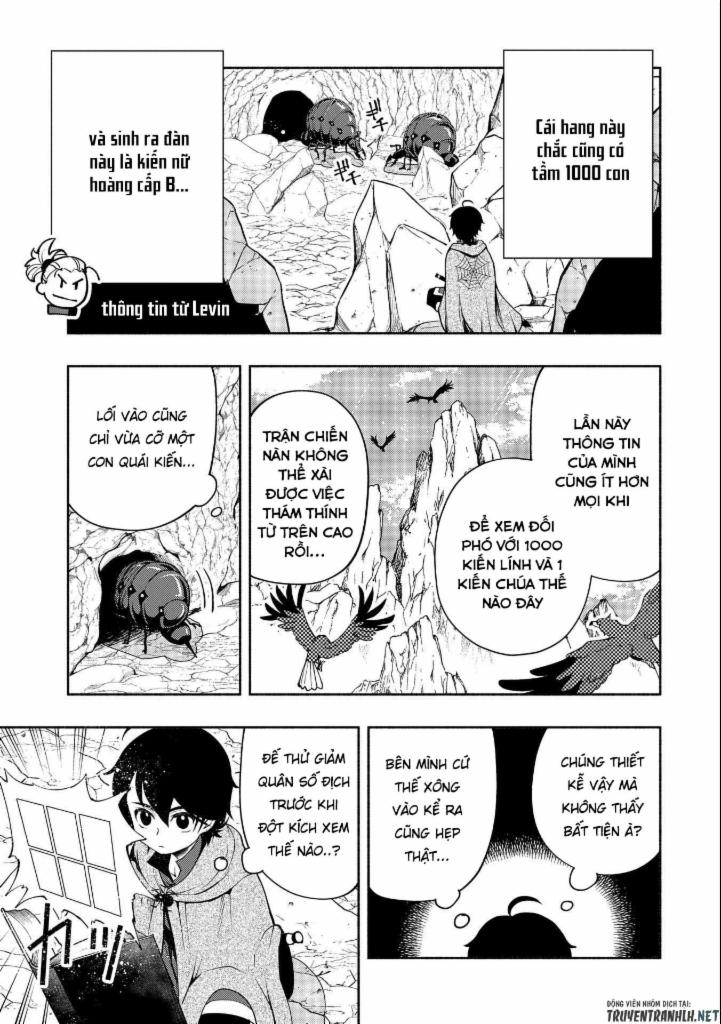 Cái hang này
chắc cũng có
tầm 1000 con
và sinh ra đàn
này là kiến nữ
hoàng cấp B...
thông tin từ Levin
LẦN NÀY
THÔNG TIN
CỦA MÌNH
CŨNG ÍT HƠN
MỌI KHI
ĐỂ XEM ĐỐI
PHÓ VỚI 1000
KIẾN LÍNH VÀ 1
KIẾN CHÚA THẾ
NÀO ĐÂY
TRẬN CHIẾN
NÀN KHÔNG
THỂ XÀI
ĐƯỢC VIỆC
THÁM THÍNH
TỪ TRÊN CAO
RỒI...
LỐI VÀO CŨNG
CHỈ VỪA CỠ MỘT
CON QUÁI KIẾN...
CHÚNG THIẾT
KẾ VẬY MÀ
KHÔNG THẤY
BẤT TIỆN À?
BÊN MÌNH CỨ
THẾ XÔNG
VÀO KỂ RA
CŨNG HẸP
THẬT...
ĐỂ THỬ GIẢM
QUÂN SỐ ĐỊCH
TRƯỚC KHI
ĐỘT KÍCH XEM
THẾ NÀO..?
ĐỘNG VIÊN NHÓM DỊCH TẠI:
TRUYENTRANHLH.NET